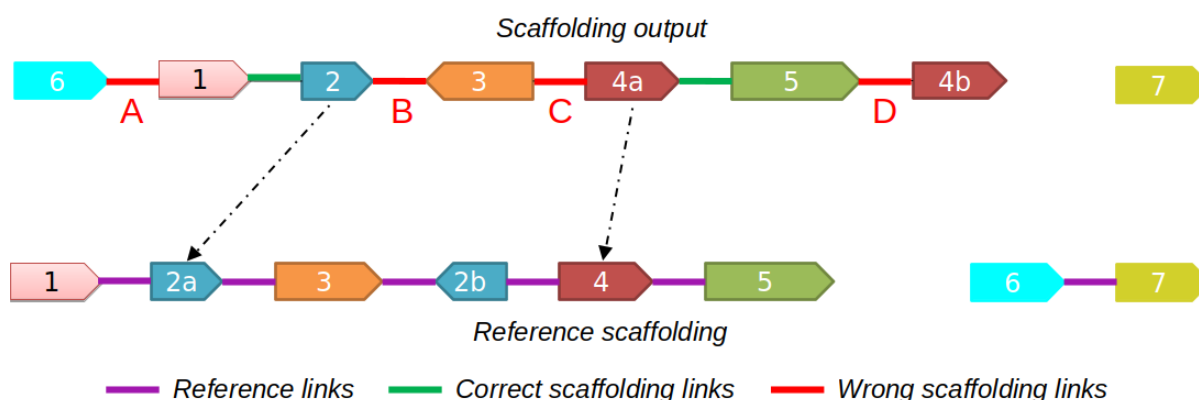 Scaffolding output
6 1 2 3 4a 5 4b 7
A B C D
1 2a 3 2b 4 5 6 7
Reference scaffolding
Reference links Correct scaffolding links Wrong scaffolding links